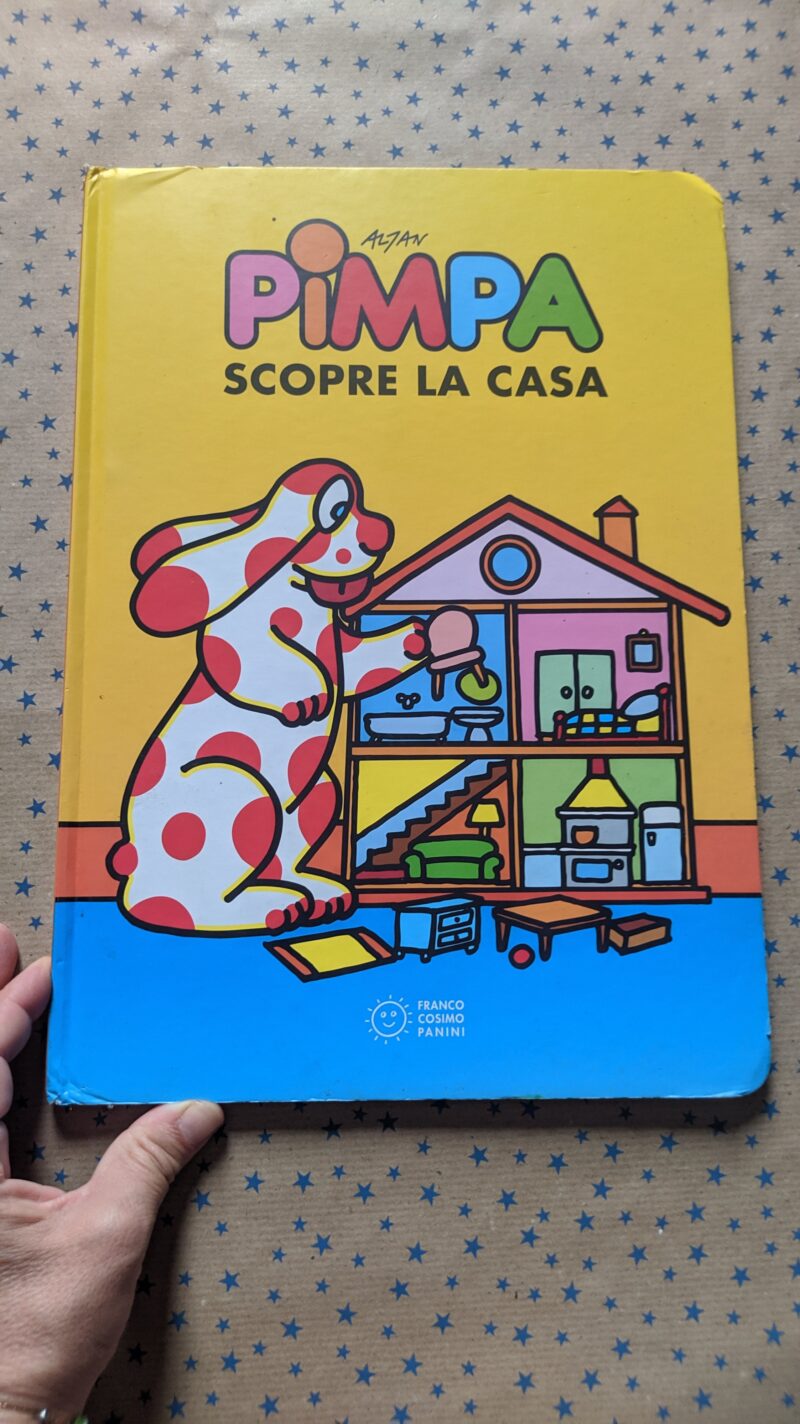 ALTAN
PiMPA
SCOPRE LA CASA
FRANCO
COSIMO
PANINI